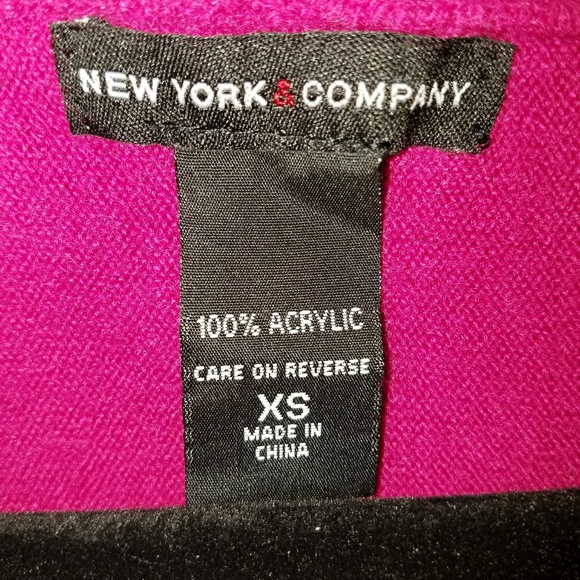 NEW YORK & COMPANY
100% ACRYLIC
CARE ON REVERSE
XS
MADE IN
CHINA